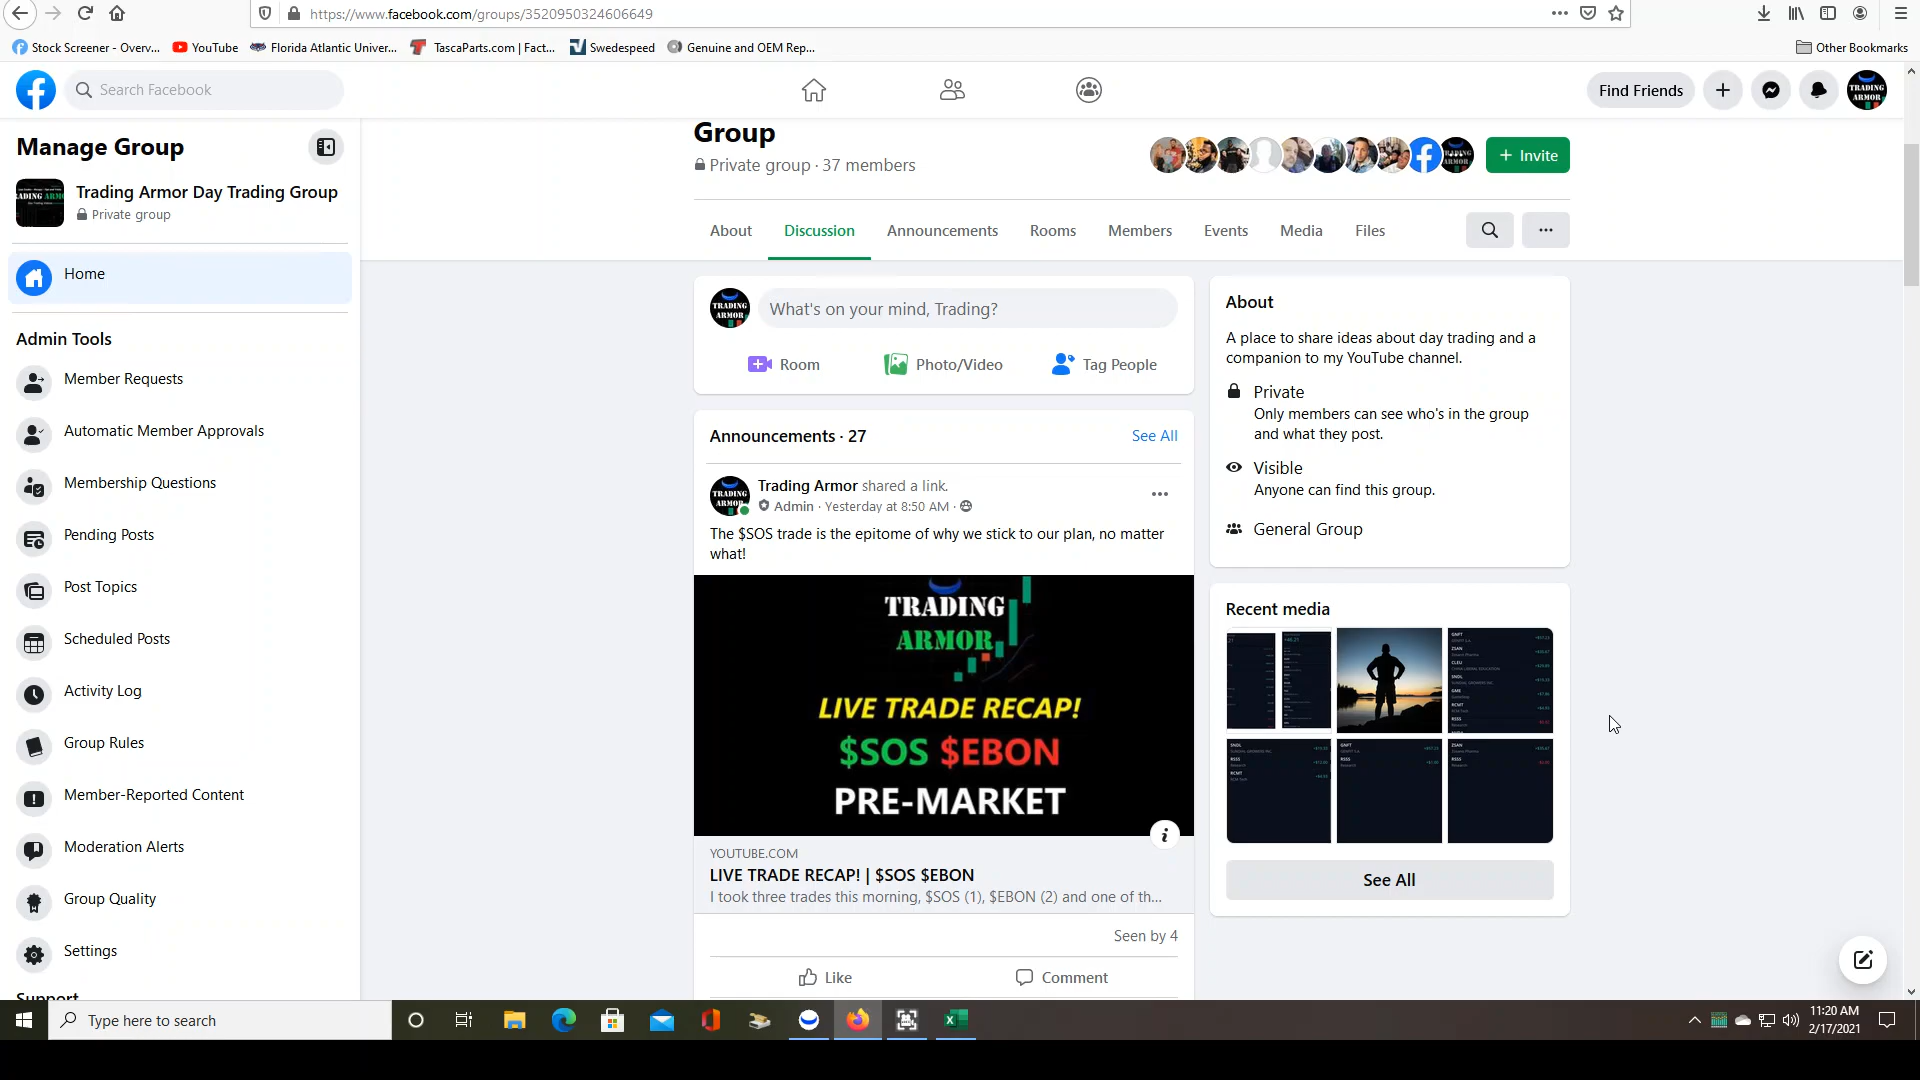 https://www.facebook.com/groups/3520950324606649
Stock Screener - Overv...
YouTube
Florida Atlantic Univer...
TascaParts.com | Fact...
Swedespeed
Genuine and OEM Rep...
Other Bookmarks
Search Facebook
Find Friends
TRADING
ARMOR
Manage Group
Trading Armor Day Trading Group
Private group
Home
Admin Tools
Member Requests
Automatic Member Approvals
Membership Questions
Pending Posts
Post Topics
Scheduled Posts
Activity Log
Group Rules
Member-Reported Content
Moderation Alerts
Group Quality
Settings
Support
Group
Private group · 37 members
+ Invite
About
Discussion
Announcements
Rooms
Members
Events
Media
Files
TRADING
ARMOR
What's on your mind, Trading?
Room
Photo/Video
Tag People
Announcements · 27
See All
TRADING
ARMOR
Trading Armor shared a link.
Admin · Yesterday at 8:50 AM ·
The $SOS trade is the epitome of why we stick to our plan, no matter
what!
TRADING
ARMOR
LIVE TRADE RECAP!
$SOS $EBON
PRE-MARKET
YOUTUBE.COM
LIVE TRADE RECAP! | $SOS $EBON
I took three trades this morning, $SOS (1), $EBON (2) and one of th...
Seen by 4
Like
Comment
About
A place to share ideas about day trading and a
companion to my YouTube channel.
Private
Only members can see who's in the group
and what they post.
Visible
Anyone can find this group.
General Group
Recent media
See All
Type here to search
11:20 AM
2/17/2021